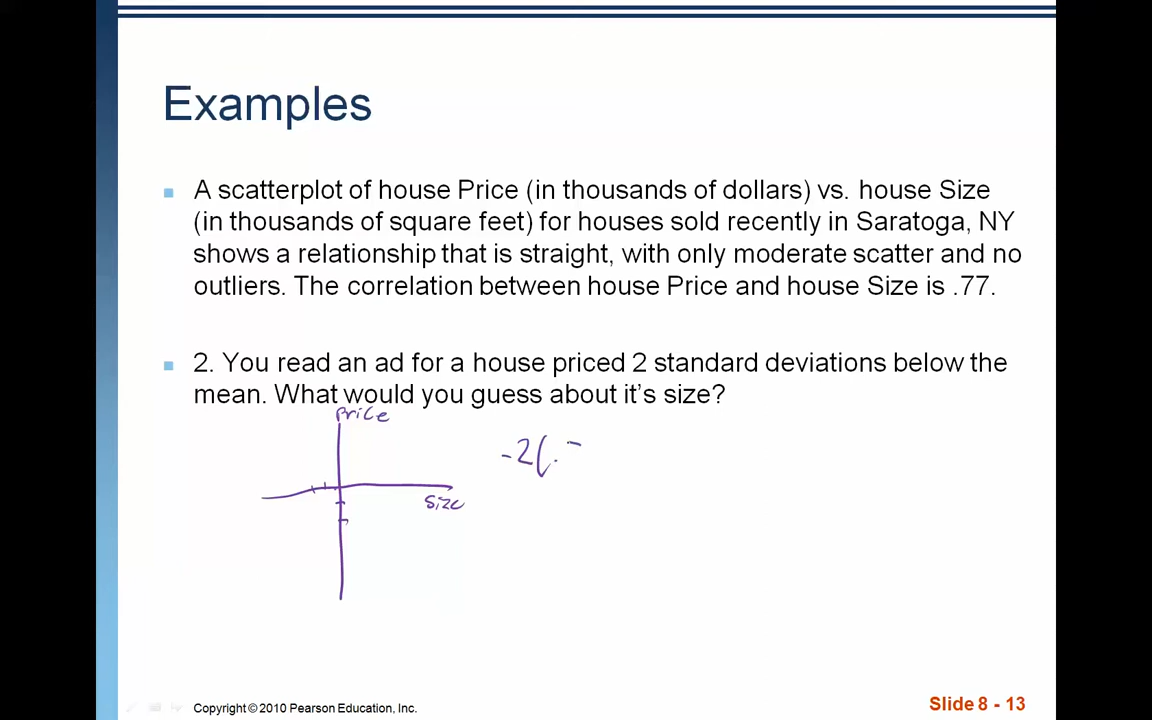 Examples
A scatterplot of house Price (in thousands of dollars) vs. house Size
(in thousands of square feet) for houses sold recently in Saratoga, NY
shows a relationship that is straight, with only moderate scatter and no
outliers. The correlation between house Price and house Size is .77.
2. You read an ad for a house priced 2 standard deviations below the
mean. What would you guess about it's size?
Price
-2(.
Size
Copyright © 2010 Pearson Education, Inc.
Slide 8 - 13